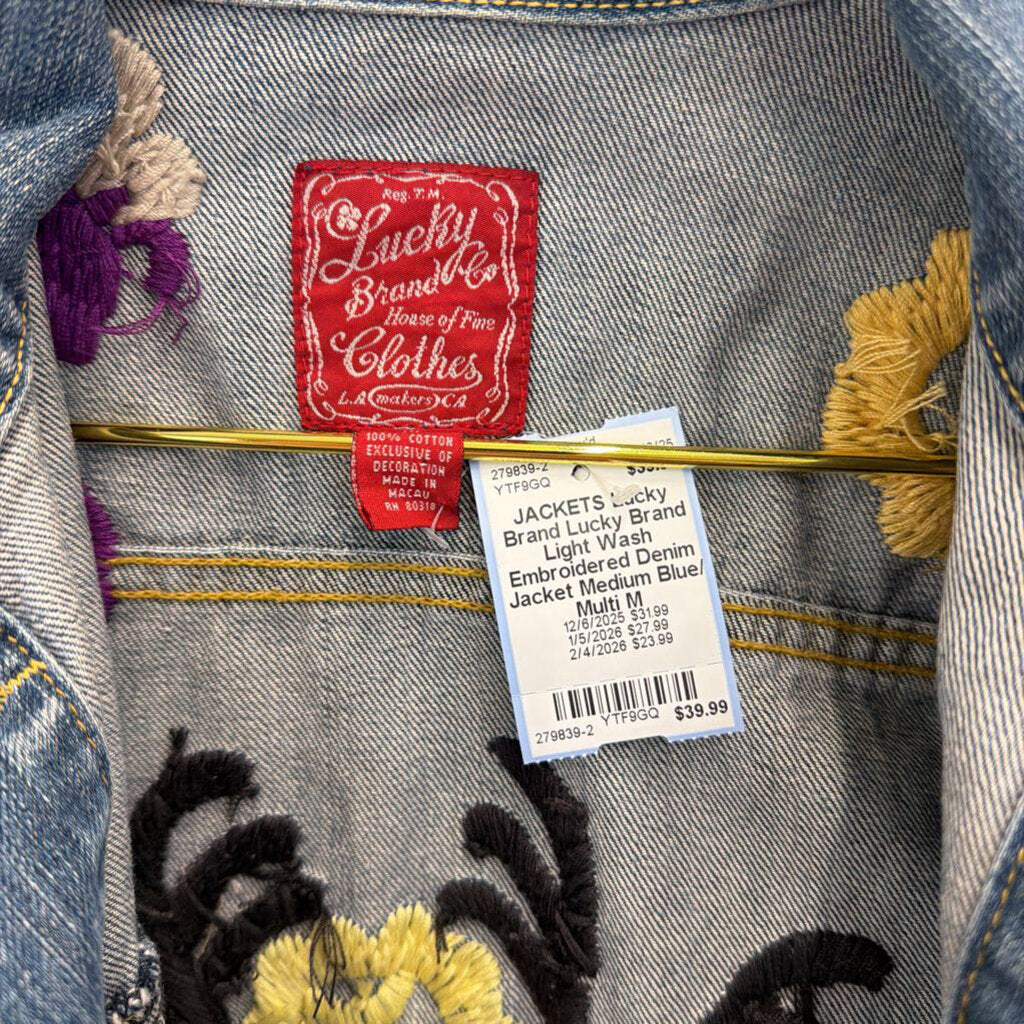 Reg. T.M.
Lucky
Brand Co
House of Fine
Clothes
L.A makers CA
100% COTTON
EXCLUSIVE OF
DECORATION
MADE IN
MACAU
RN 80318
279839-2
YTF9GQ
JACKETS Lucky
Brand Lucky Brand
Light Wash
Embroidered Denim
Jacket Medium Blue/
Multi M
12/6/2025 $31.99
1/5/2026 $27.99
2/4/2026 $23.99
279839-2 YTF9GQ $39.99